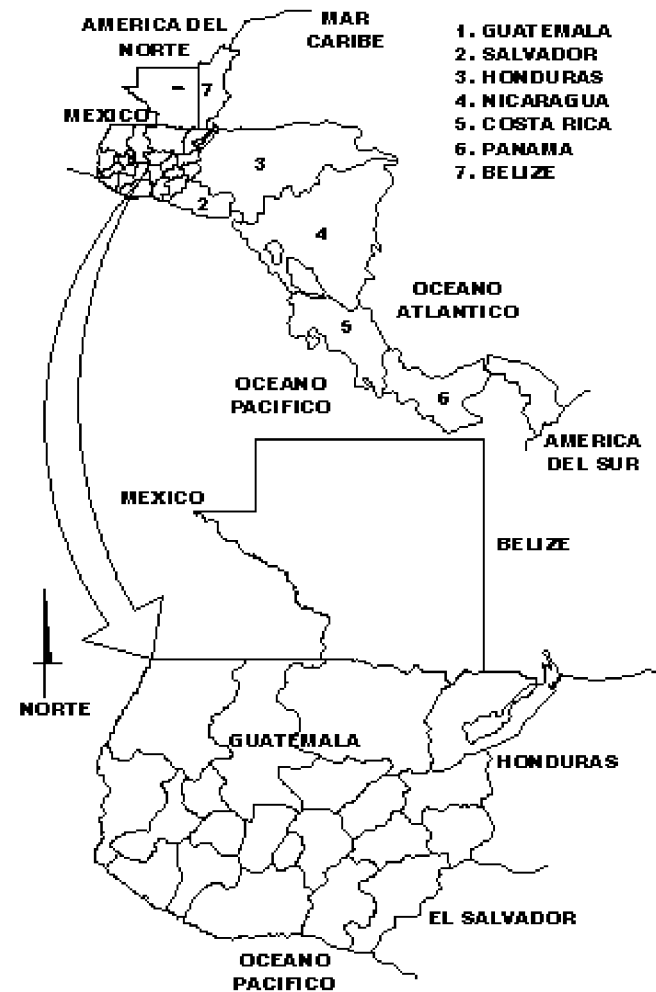 AMERICA DEL
NORTE
MAR
CARIBE
1. GUATEMALA
2. SALVADOR
3. HONDURAS
4. NICARAGUA
5. COSTA RICA
6. PANAMA
7. BELIZE
7
MEXICO
3
2
4
OCEANO
ATLANTICO
5
OCEANO
PACIFICO
6
AMERICA
DEL SUR
MEXICO
BELIZE
NORTE
GUATEMALA
HONDURAS
EL SALVADOR
OCEANO
PACIFICO